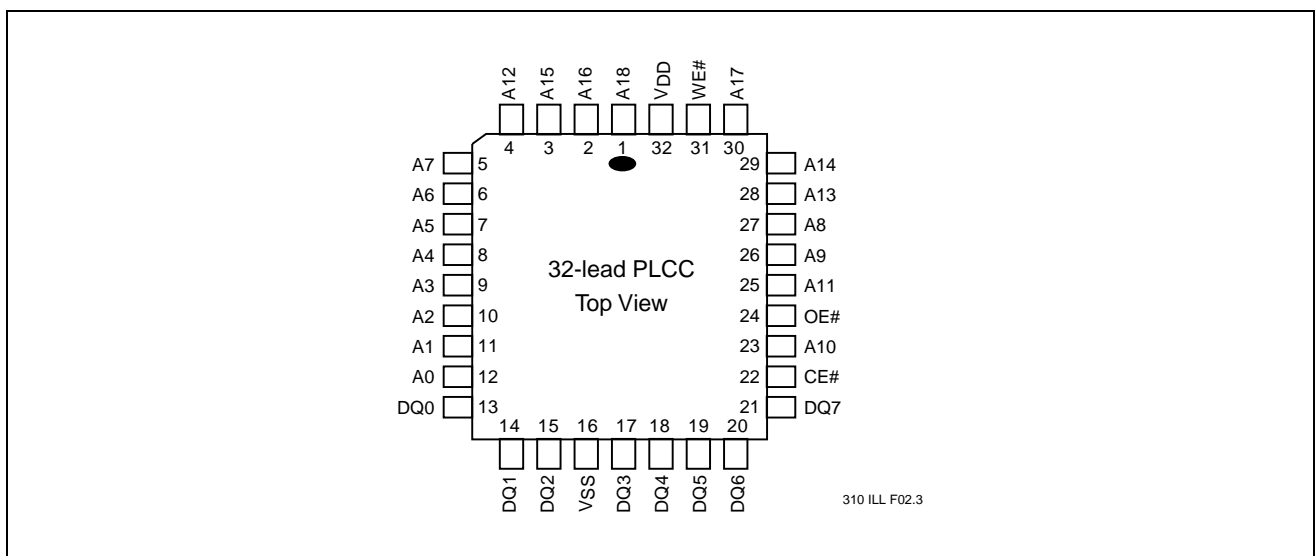 A12 A15 A16 A18 VDD WE# A17
4 3 2 1 32 31 30
A7 5 29 A14
A6 6 28 A13
A5 7 27 A8
A4 8 26 A9
A3 9 25 A11
A2 10 24 OE#
A1 11 23 A10
A0 12 22 CE#
DQ0 13 21 DQ7
32-lead PLCC
Top View
14 15 16 17 18 19 20
DQ1 DQ2 VSS DQ3 DQ4 DQ5 DQ6
310 ILL F02.3